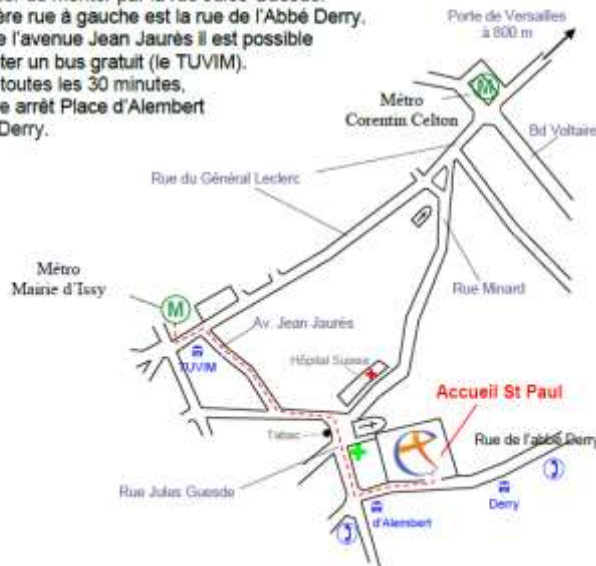 ère rue à gauche est la rue de l'Abbé Derry.
e l'avenue Jean Jaurès il est possible
ter un bus gratuit (le TUVIM).
toutes les 30 minutes,
e arrêt Place d'Alembert
Derry.
Porte de Versailles
à 800 m
M
Métro
Corentin Celton
Bd Voltaire
Rue du Général Leclerc
Métro
Mairie d'Issy
M
Rue Minard
Av. Jean Jaurès
TUVIM
Hôpital Suisse
Accueil St Paul
Tabac
Rue de l'abbé Derry
Rue Jules Guesde
Derry
d'Alembert